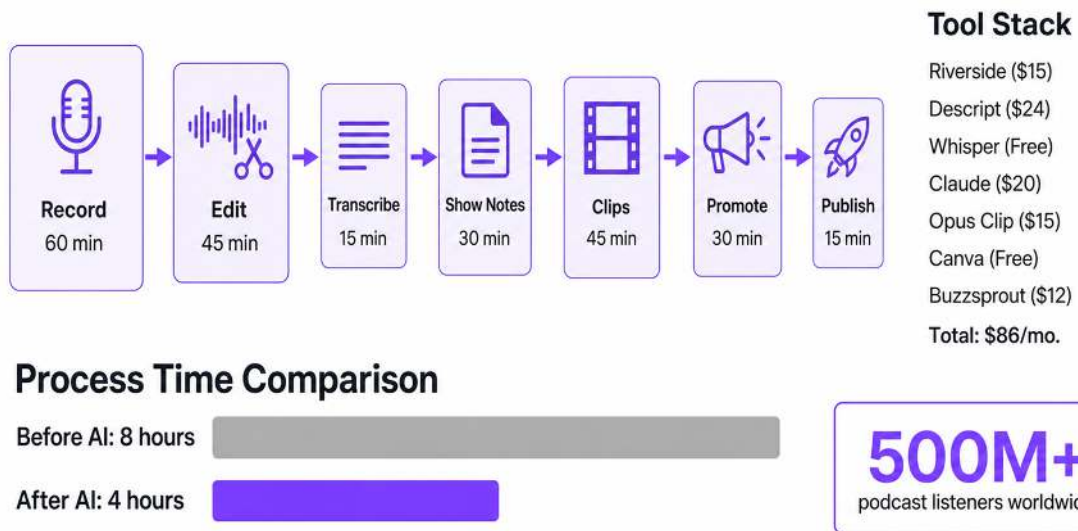 Record
60 min
Edit
45 min
Transcribe
15 min
Show Notes
30 min
Clips
45 min
Promote
30 min
Publish
15 min
Tool Stack
Riverside ($15)
Descript ($24)
Whisper (Free)
Claude ($20)
Opus Clip ($15)
Canva (Free)
Buzzsprout ($12)
Total: $86/mo.
Process Time Comparison
Before AI: 8 hours
After AI: 4 hours
500M+
podcast listeners worldwid